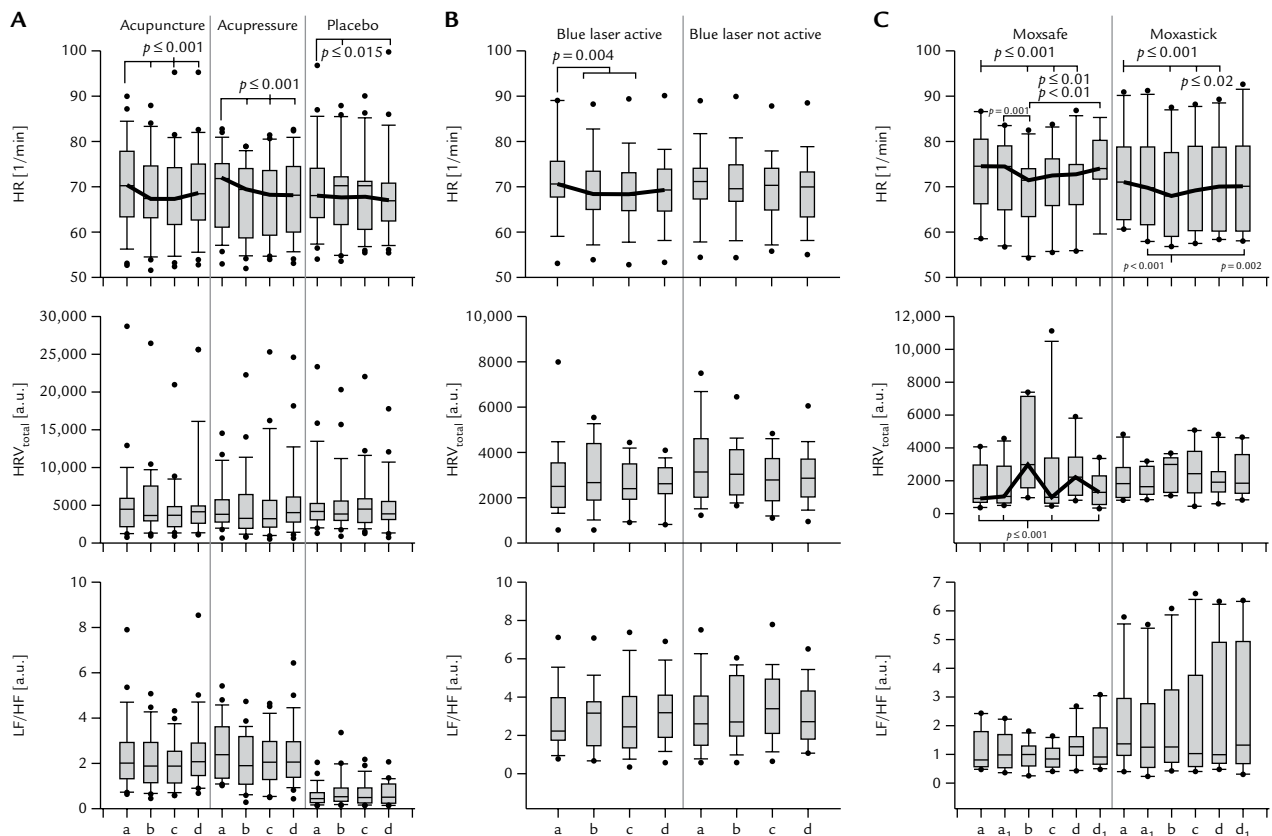 A
Acupuncture Acupressure Placebo
p ≤ 0.001
p ≤ 0.015
p ≤ 0.001
HR [1/min]
100
90
80
70
60
50
HRVtotal [a.u.]
30,000
25,000
20,000
15,000
10,000
5000
0
LF/HF [a.u.]
10
8
6
4
2
0
a b c d a b c d a b c d
B
Blue laser active Blue laser not active
p = 0.004
HR [1/min]
100
90
80
70
60
50
HRVtotal [a.u.]
10,000
8000
6000
4000
2000
0
LF/HF [a.u.]
10
8
6
4
2
0
a b c d a b c d
C
Moxsafe Moxastick
p ≤ 0.001
p ≤ 0.01
p < 0.01
p = 0.001
p ≤ 0.001
p ≤ 0.02
p < 0.001
p = 0.002
HR [1/min]
100
90
80
70
60
50
HRVtotal [a.u.]
12,000
10,000
8000
6000
4000
2000
0
p ≤ 0.001
LF/HF [a.u.]
7
6
5
4
3
2
1
0
a a1 b c d d1 a a1 b c d d1